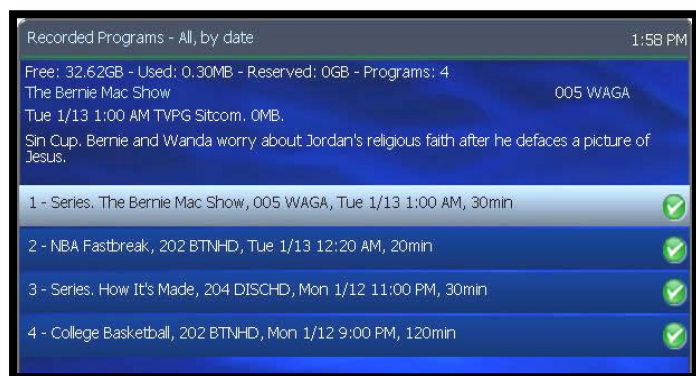 Recorded Programs - All, by date 1:58 PM
Free: 32.62GB - Used: 0.30MB - Reserved: 0GB - Programs: 4
The Bernie Mac Show 005 WAGA
Tue 1/13 1:00 AM TVPG Sitcom. 0MB.
Sin Cup. Bernie and Wanda worry about Jordan's religious faith after he defaces a picture of
Jesus.
1 - Series. The Bernie Mac Show, 005 WAGA, Tue 1/13 1:00 AM, 30min
2 - NBA Fastbreak, 202 BTNHD, Tue 1/13 12:20 AM, 20min
3 - Series. How It's Made, 204 DISCHD, Mon 1/12 11:00 PM, 30min
4 - College Basketball, 202 BTNHD, Mon 1/12 9:00 PM, 120min